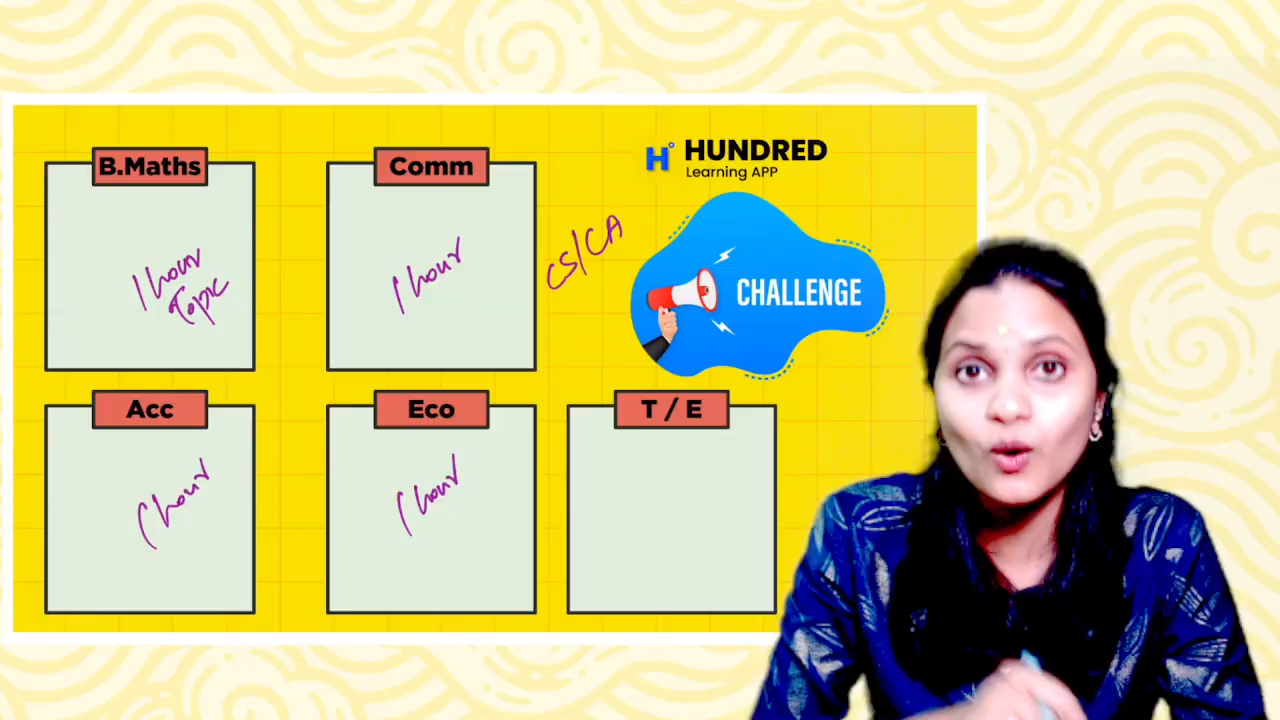 B.Maths
1 hour
Topic
Comm
1 hour
CS/CA
HUNDRED
Learning APP
CHALLENGE
Acc
1 hour
Eco
1 hour
T / E